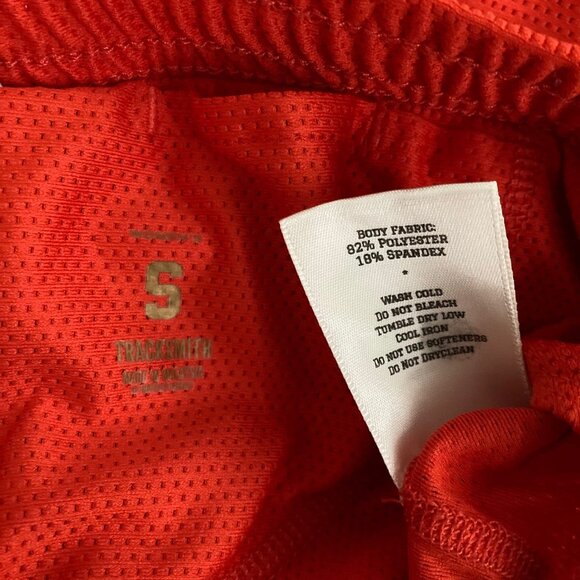 S
TRACKSMITH
BODY FABRIC:
82% POLYESTER
18% SPANDEX
*
WASH COLD
DO NOT BLEACH
TUMBLE DRY LOW
COOL IRON
DO NOT USE SOFTENERS
DO NOT DRYCLEAN